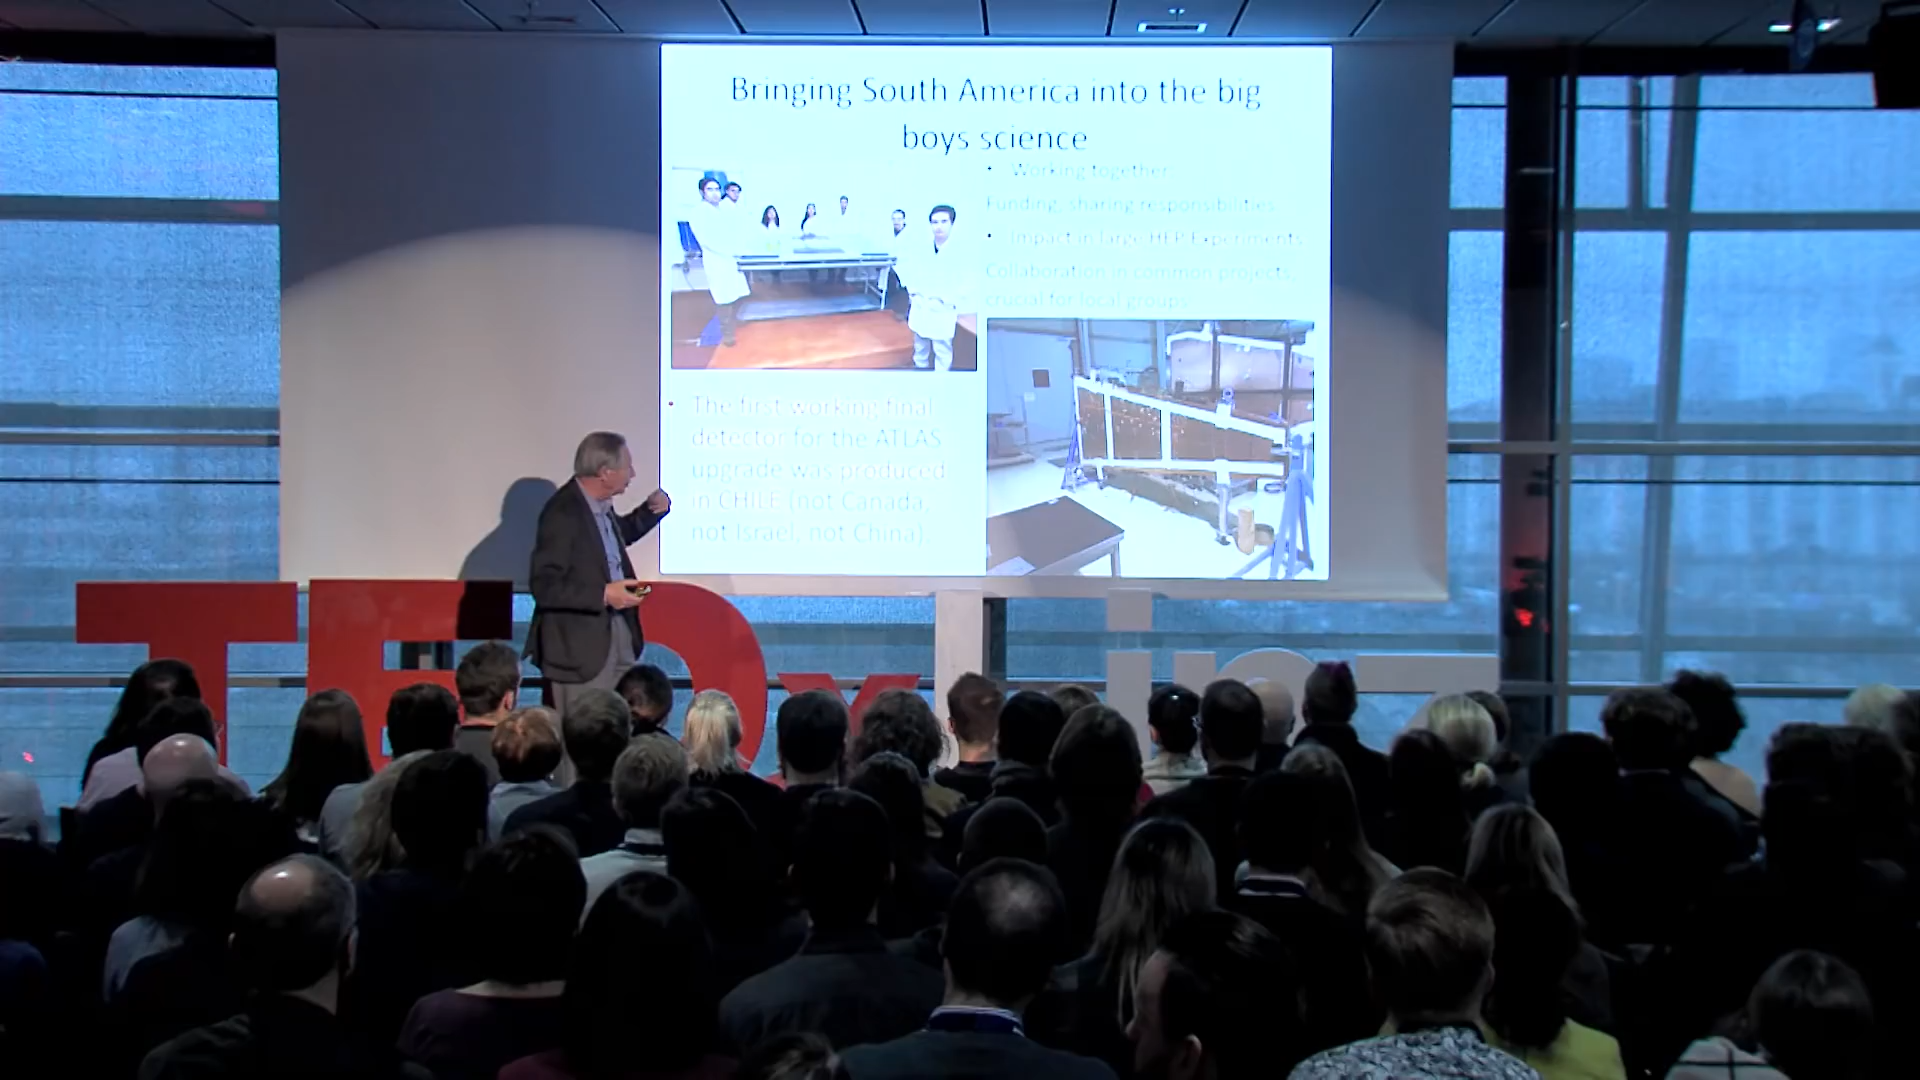 Bringing South America into the big
boys science
• Working together
Funding, sharing responsibilities
• Impact in large HEP Experiments
Collaboration in common projects,
crucial for local groups
• The first working final
detector for the ATLAS
upgrade was produced
in CHILE (not Canada,
not Israel, not China).
TEDx